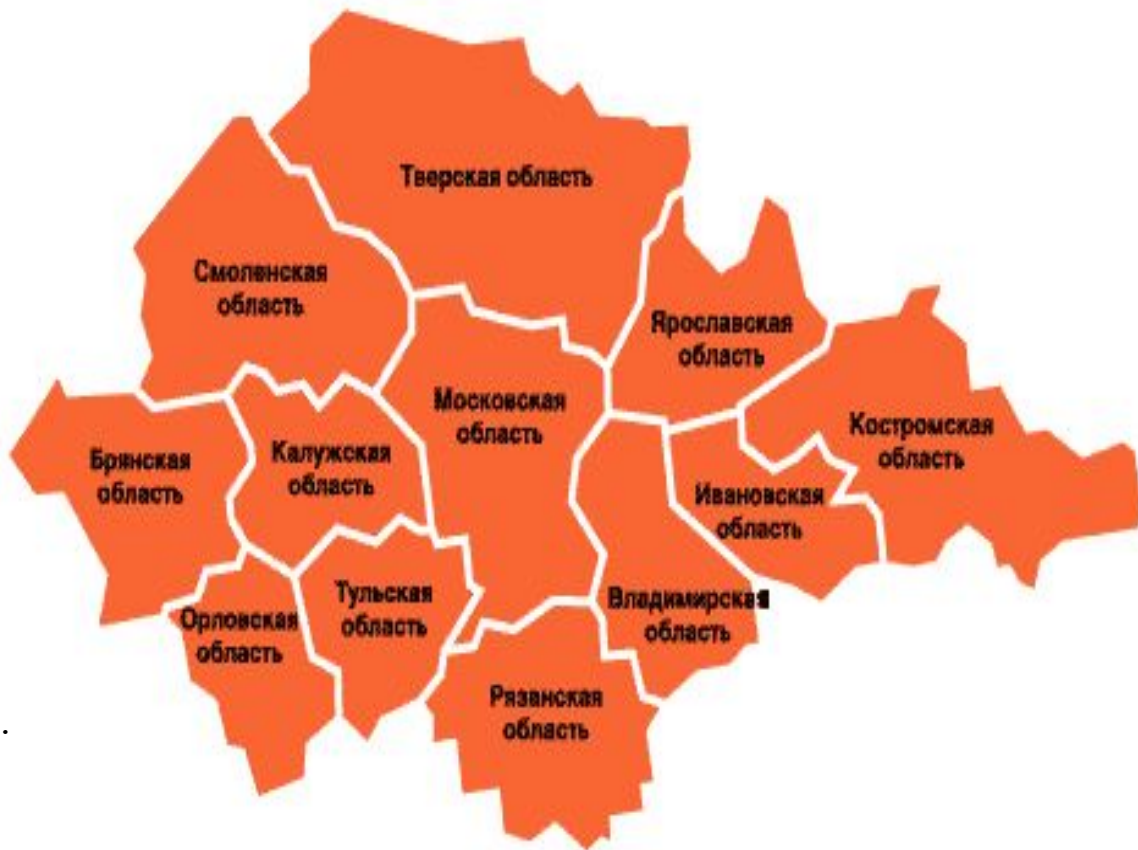 Тверская область
Смоленская
область
Ярославская
область
Московская
область
Костромская
область
Брянская
область
Калужская
область
Ивановская
область
Тульская
область
Владимирская
область
Орловская
область
Рязанская
область
.